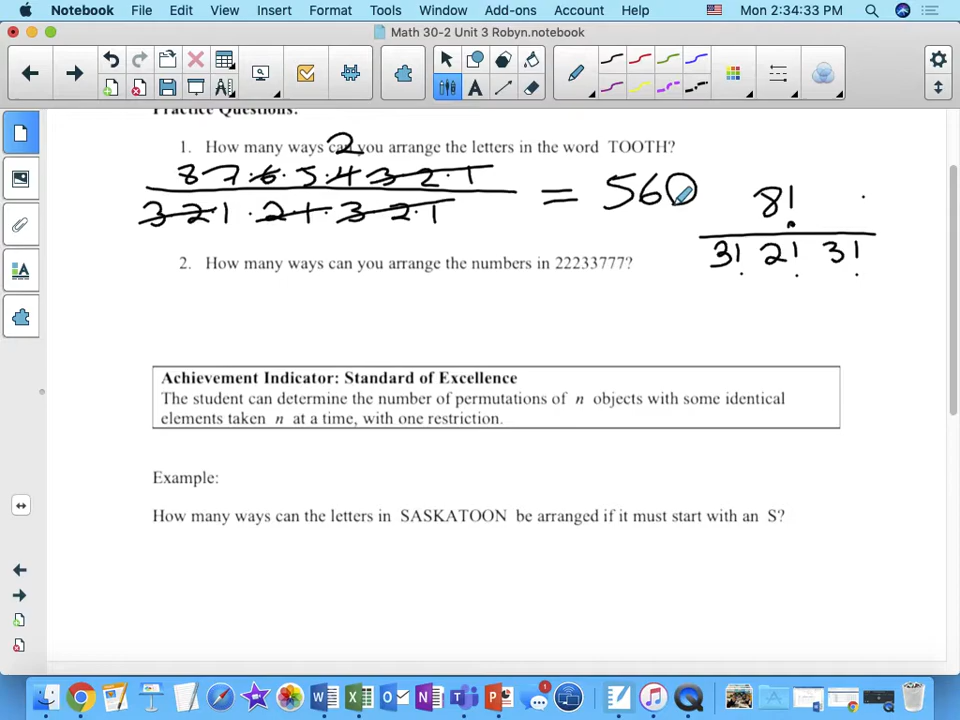 Notebook File Edit View Insert Format Tools Window Add-ons Account Help Mon 2:34:33 PM
Math 30-2 Unit 3 Robyn.notebook
Practice Questions:
1. How many ways can you arrange the letters in the word TOOTH?
2
8 7 · 6 · 5 · 4 · 3 · 2 · 1
3 2 1 · 2 · 1 · 3 · 2 · 1
= 560
8!
3! 2! 3!
2. How many ways can you arrange the numbers in 22233777?
Achievement Indicator: Standard of Excellence
The student can determine the number of permutations of n objects with some identical
elements taken n at a time, with one restriction.
Example:
How many ways can the letters in SASKATOON be arranged if it must start with an S?